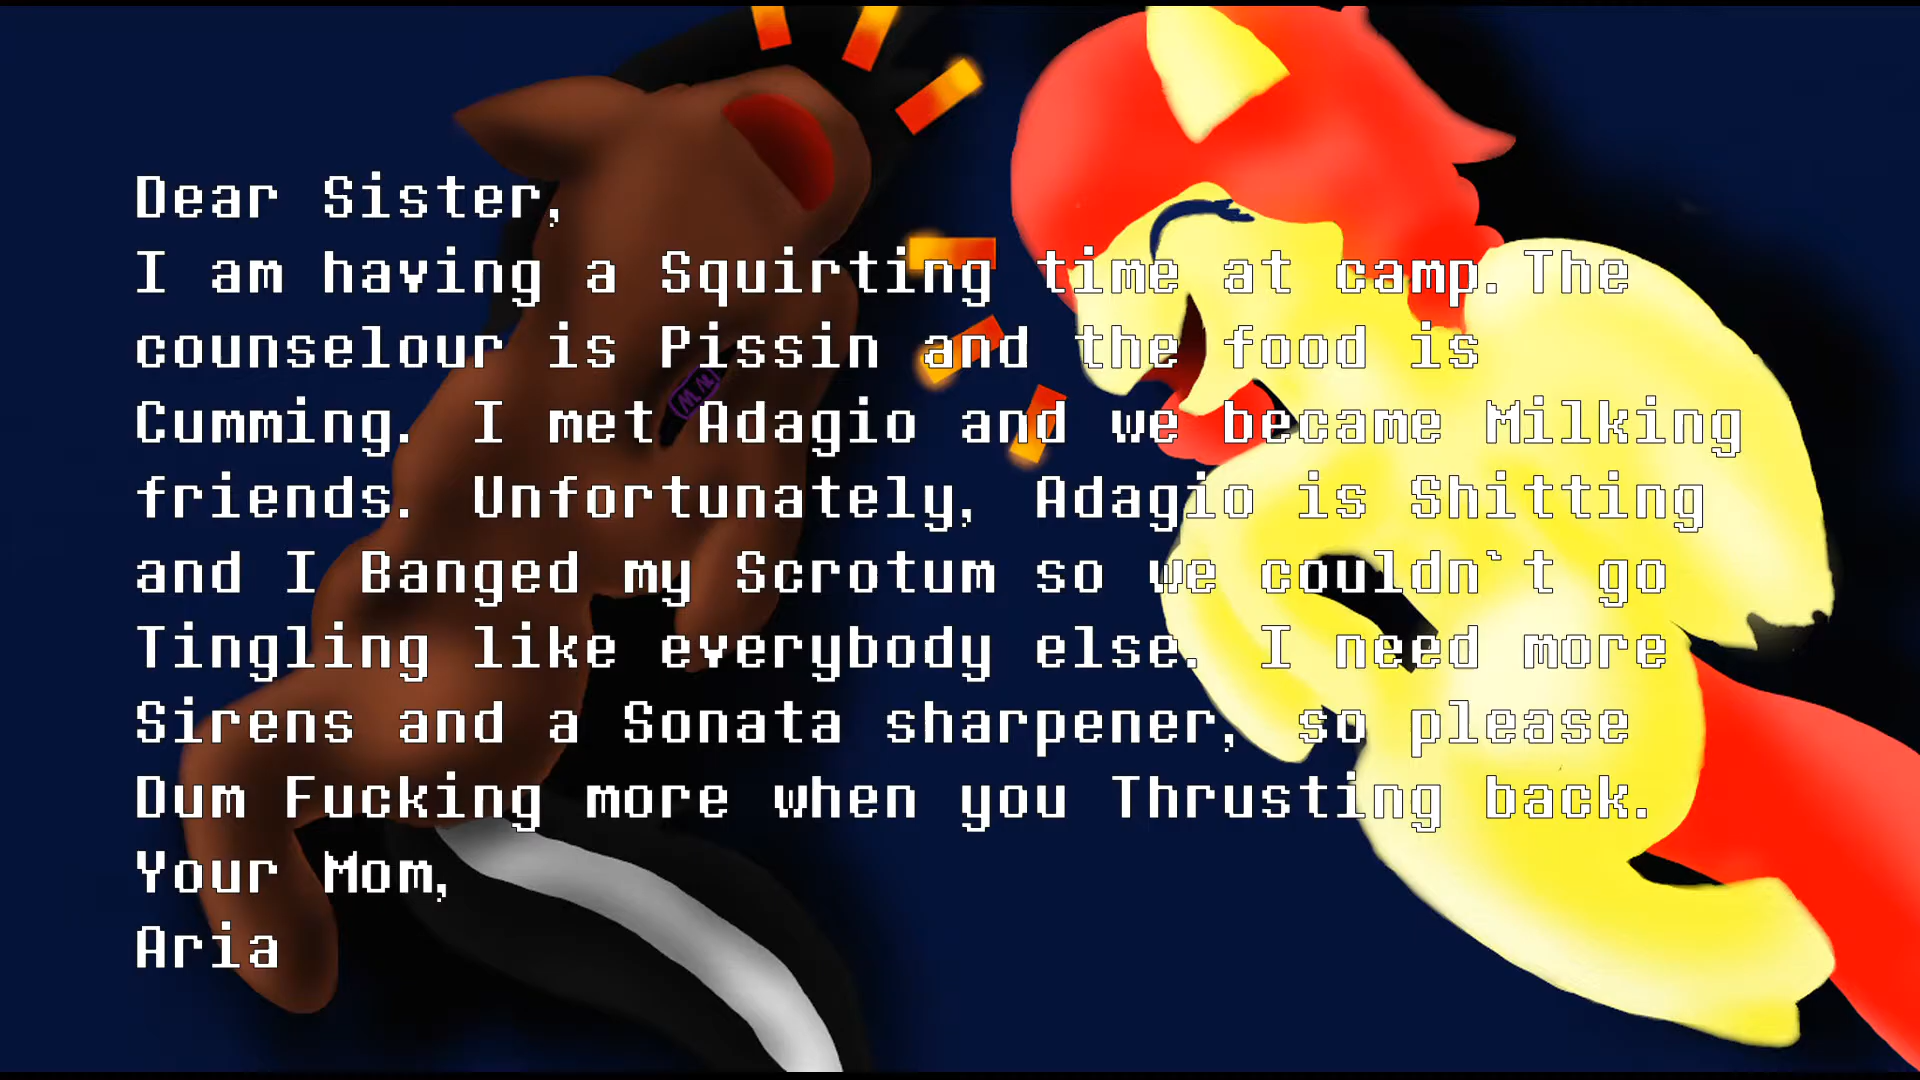 Dear Sister,
I am having a Squirting time at camp. The
counselour is Pissin and the food is
Cumming. I met Adagio and we became Milking
friends. Unfortunately, Adagio is Shitting
and I Banged my Scrotum so we couldn`t go
Tingling like everybody else. I need more
Sirens and a Sonata sharpener, so please
Dum Fucking more when you Thrusting back.
Your Mom,
Aria